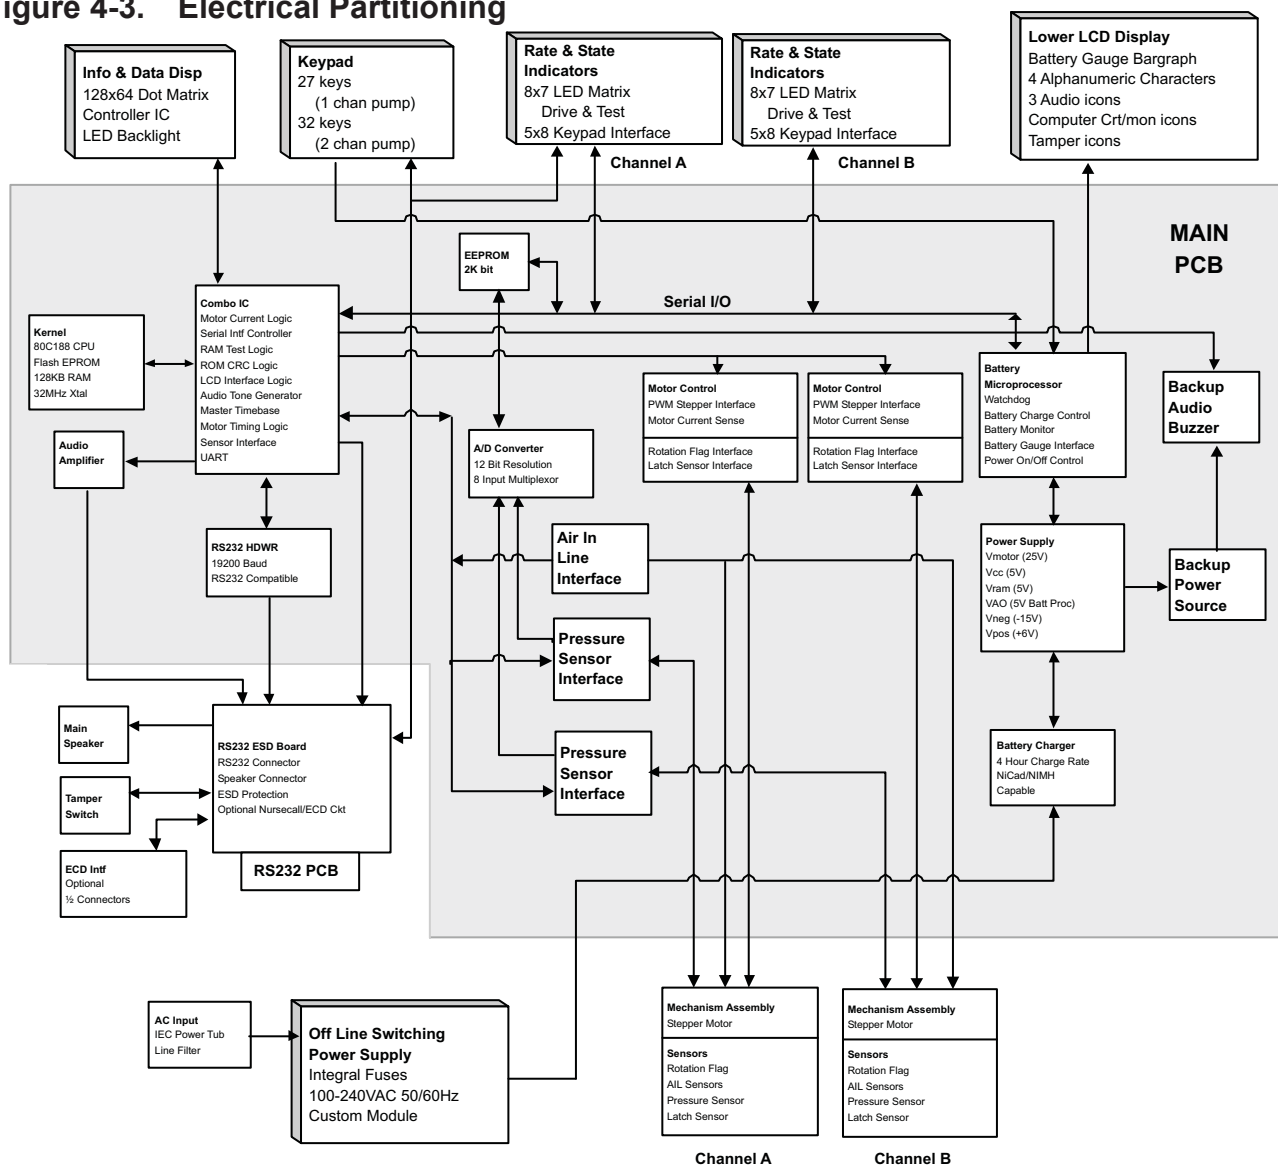 igure 4-3. Electrical Partitioning
Info & Data Disp
128x64 Dot Matrix
Controller IC
LED Backlight
Keypad
27 keys
(1 chan pump)
32 keys
(2 chan pump)
Rate & State
Indicators
8x7 LED Matrix
Drive & Test
5x8 Keypad Interface
Channel A
Rate & State
Indicators
8x7 LED Matrix
Drive & Test
5x8 Keypad Interface
Channel B
Lower LCD Display
Battery Gauge Bargraph
4 Alphanumeric Characters
3 Audio icons
Computer Crt/mon icons
Tamper icons
MAIN
PCB
EEPROM
2K bit
Serial I/O
Combo IC
Motor Current Logic
Serial Intf Controller
RAM Test Logic
ROM CRC Logic
LCD Interface Logic
Audio Tone Generator
Master Timebase
Motor Timing Logic
Sensor Interface
UART
Kernel
80C188 CPU
Flash EPROM
128KB RAM
32MHz Xtal
Audio
Amplifier
A/D Converter
12 Bit Resolution
8 Input Multiplexor
Motor Control
PWM Stepper Interface
Motor Current Sense
Rotation Flag Interface
Latch Sensor Interface
Motor Control
PWM Stepper Interface
Motor Current Sense
Rotation Flag Interface
Latch Sensor Interface
Battery
Microprocessor
Watchdog
Battery Charge Control
Battery Monitor
Battery Gauge Interface
Power On/Off Control
Backup
Audio
Buzzer
RS232 HDWR
19200 Baud
RS232 Compatible
Air In
Line
Interface
Power Supply
Vmotor (25V)
Vcc (5V)
Vram (5V)
VAO (5V Batt Proc)
Vneg (-15V)
Vpos (+6V)
Backup
Power
Source
Pressure
Sensor
Interface
Main
Speaker
RS232 ESD Board
RS232 Connector
Speaker Connector
ESD Protection
Optional Nursecall/ECD Ckt
RS232 PCB
Tamper
Switch
ECD Intf
Optional
½ Connectors
Pressure
Sensor
Interface
Battery Charger
4 Hour Charge Rate
NiCad/NIMH
Capable
AC Input
IEC Power Tub
Line Filter
Off Line Switching
Power Supply
Integral Fuses
100-240VAC 50/60Hz
Custom Module
Mechanism Assembly
Stepper Motor
Sensors
Rotation Flag
AIL Sensors
Pressure Sensor
Latch Sensor
Channel A
Mechanism Assembly
Stepper Motor
Sensors
Rotation Flag
AIL Sensors
Pressure Sensor
Latch Sensor
Channel B